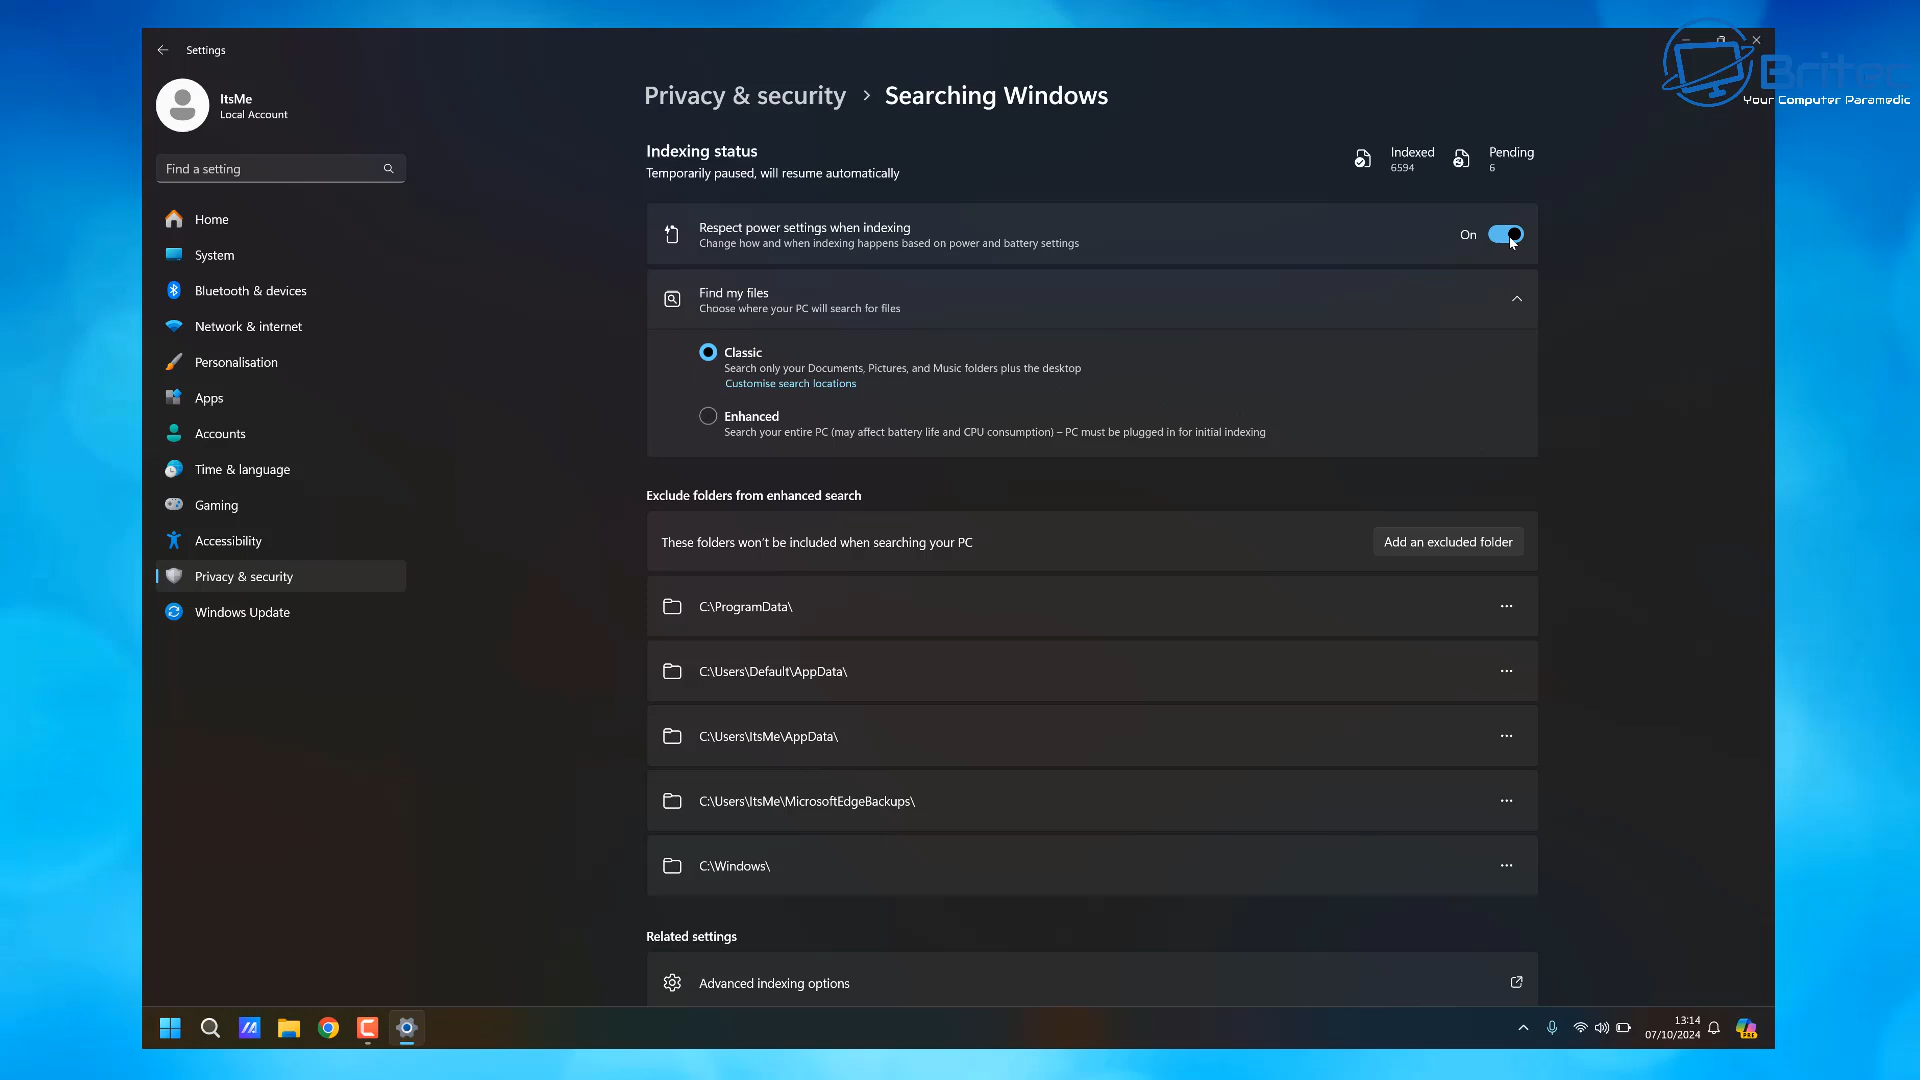 Settings
ItsMe
Local Account
Find a setting
Home
System
Bluetooth & devices
Network & internet
Personalisation
Apps
Accounts
Time & language
Gaming
Accessibility
Privacy & security
Windows Update
Privacy & security > Searching Windows
Indexing status
Temporarily paused, will resume automatically
Indexed
6594
Pending
6
Respect power settings when indexing
Change how and when indexing happens based on power and battery settings
On
Find my files
Choose where your PC will search for files
Classic
Search only your Documents, Pictures, and Music folders plus the desktop
Customise search locations
Enhanced
Search your entire PC (may affect battery life and CPU consumption) – PC must be plugged in for initial indexing
Exclude folders from enhanced search
These folders won't be included when searching your PC
Add an excluded folder
C:\ProgramData\
C:\Users\Default\AppData\
C:\Users\ItsMe\AppData\
C:\Users\ItsMe\MicrosoftEdgeBackups\
C:\Windows\
Related settings
Advanced indexing options
13:14
07/10/2024
PRE
Britec
Your Computer Paramedic